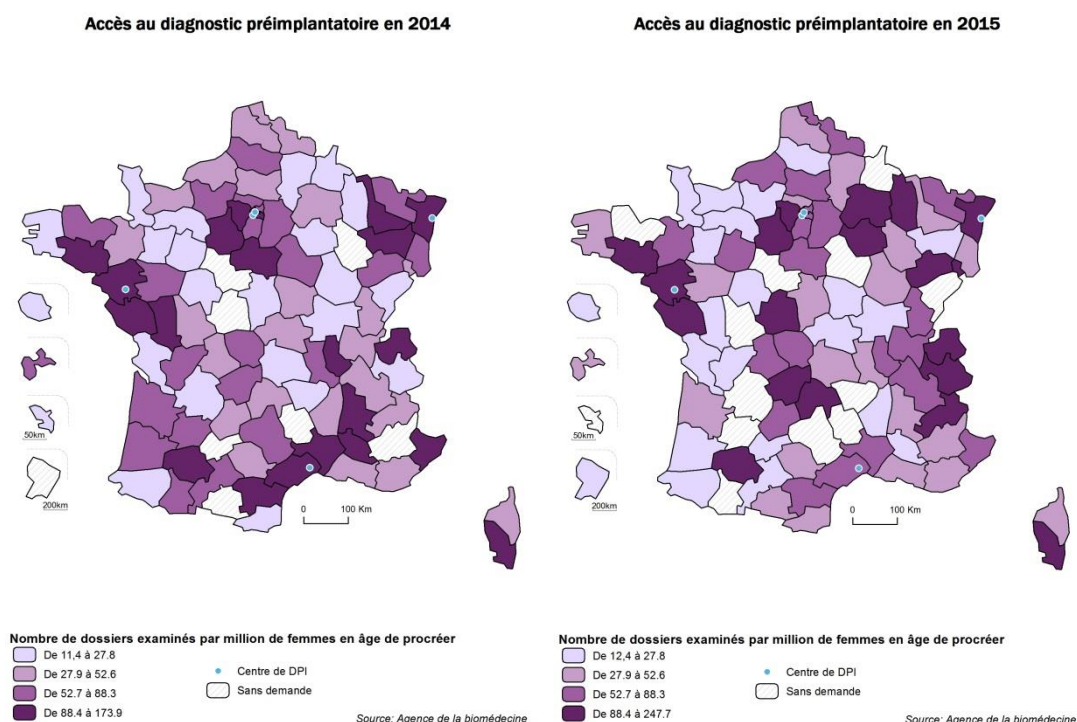 Accès au diagnostic préimplantatoire en 2014
50km
200km
0 100 Km
Nombre de dossiers examinés par million de femmes en âge de procréer
De 11,4 à 27.8
De 27.9 à 52.6
De 52.7 à 88.3
De 88.4 à 173.9
Centre de DPI
Sans demande
Source: Agence de la biomédecine
Accès au diagnostic préimplantatoire en 2015
50km
200km
0 100 Km
Nombre de dossiers examinés par million de femmes en âge de procréer
De 12,4 à 27.8
De 27.9 à 52.6
De 52.7 à 88.3
De 88.4 à 247.7
Centre de DPI
Sans demande
Source: Agence de la biomédecine